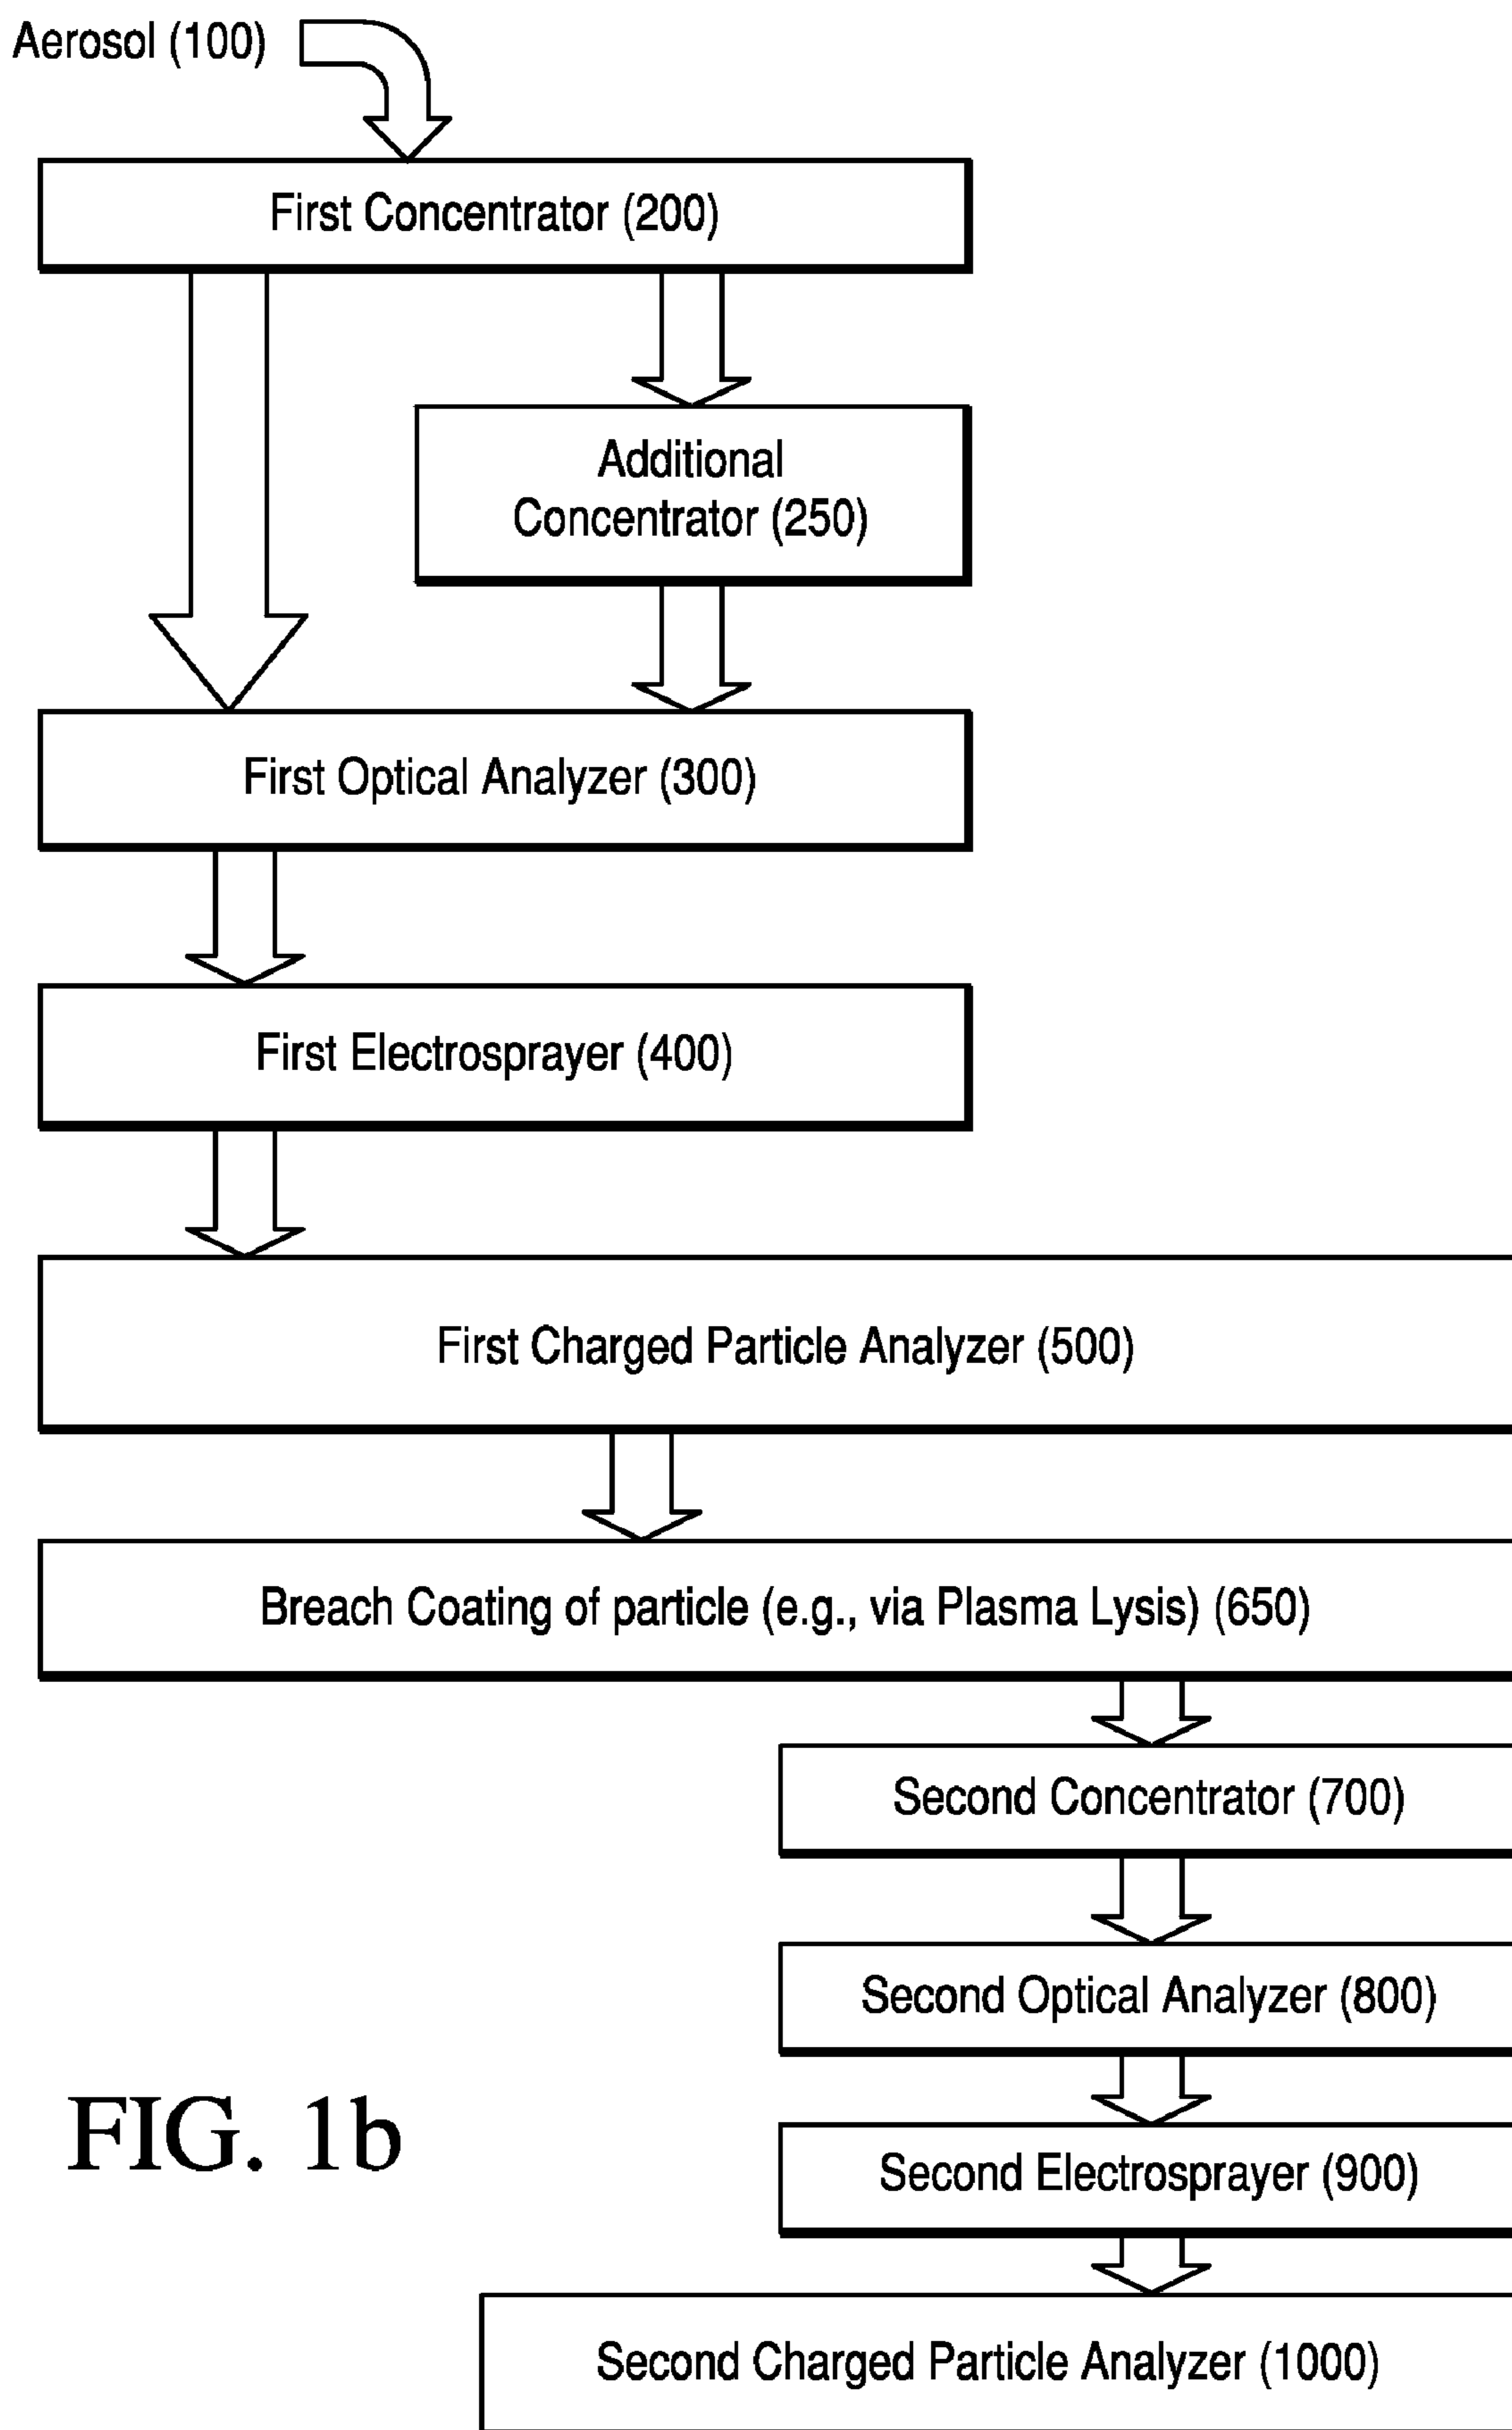 Aerosol (100)
First Concentrator (200)
Additional
Concentrator (250)
First Optical Analyzer (300)
First Electrosprayer (400)
First Charged Particle Analyzer (500)
Breach Coating of particle (e.g., via Plasma Lysis) (650)
Second Concentrator (700)
Second Optical Analyzer (800)
Second Electrosprayer (900)
Second Charged Particle Analyzer (1000)
FIG. 1b